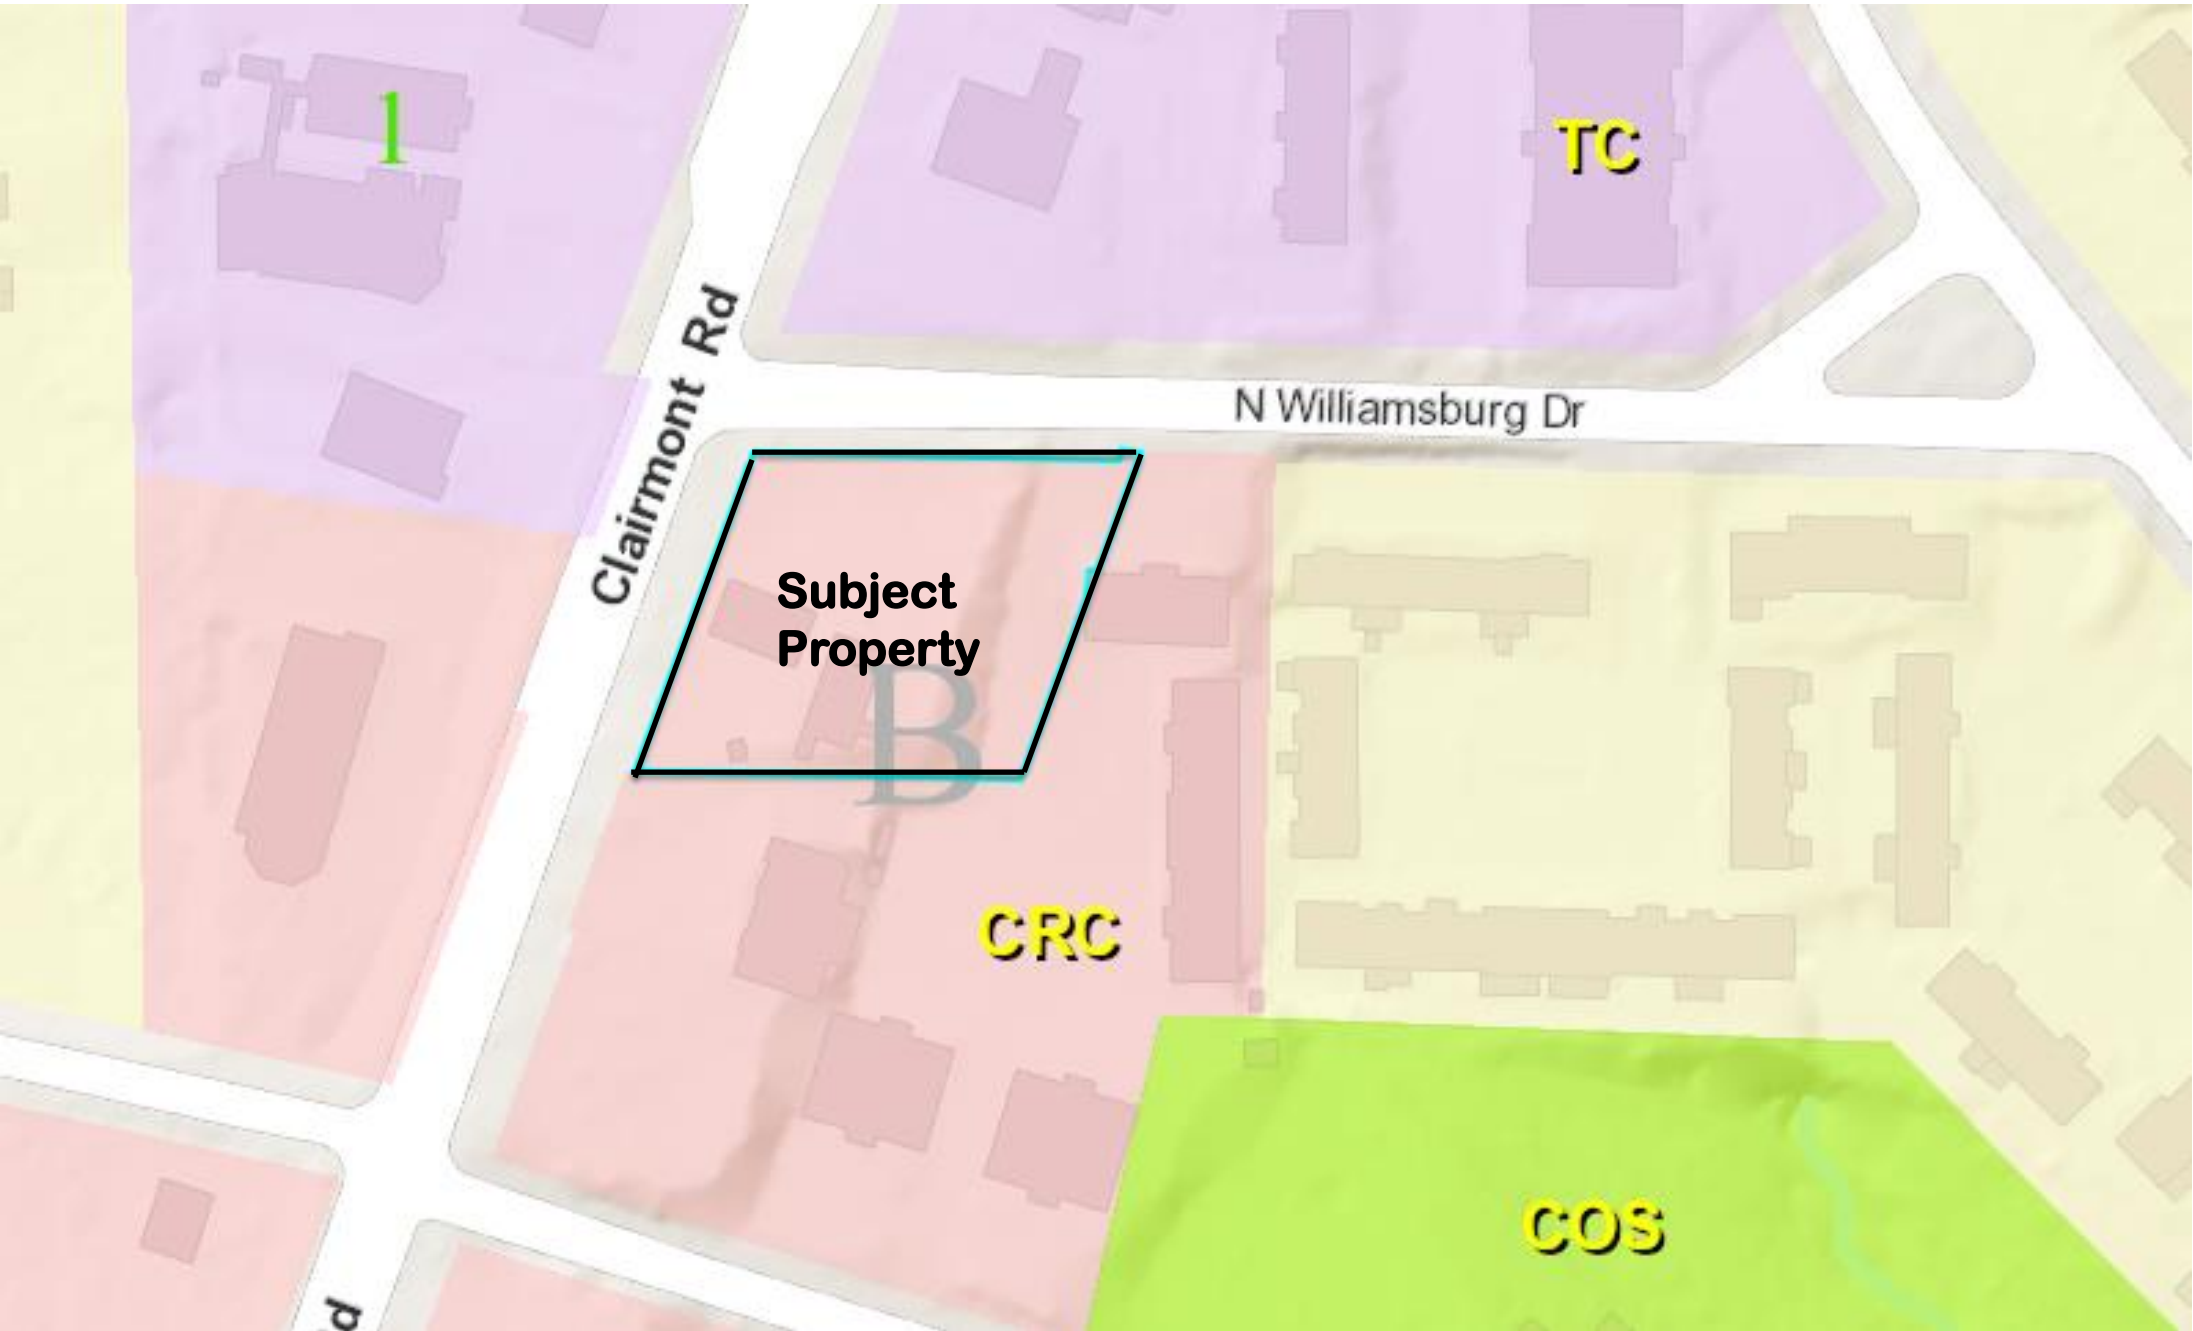 1
TC
Clairmont Rd
N Williamsburg Dr
Subject
Property
B
CRC
COS
d